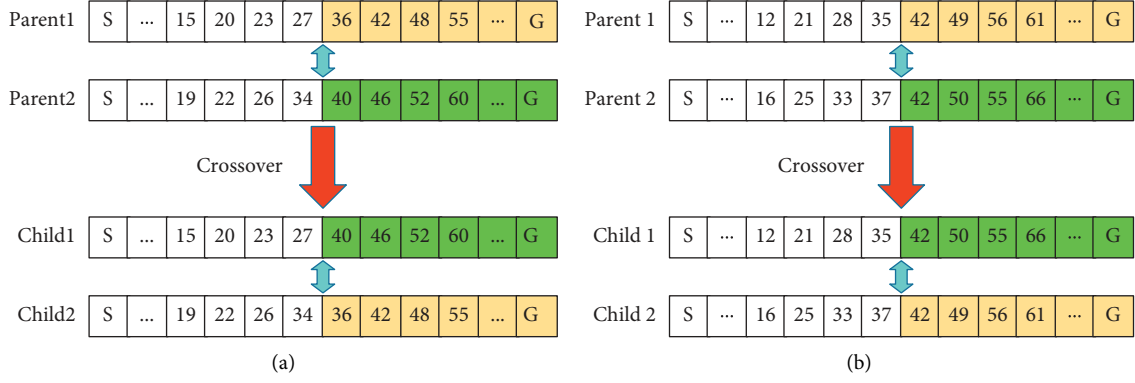 Parent1 S ... 15 20 23 27 36 42 48 55 ... G
Parent2 S ... 19 22 26 34 40 46 52 60 ... G
Crossover
Child1 S ... 15 20 23 27 40 46 52 60 ... G
Child2 S ... 19 22 26 34 36 42 48 55 ... G
(a)
Parent 1 S ... 12 21 28 35 42 49 56 61 ... G
Parent 2 S ... 16 25 33 37 42 50 55 66 ... G
Crossover
Child 1 S ... 12 21 28 35 42 50 55 66 ... G
Child 2 S ... 16 25 33 37 42 49 56 61 ... G
(b)